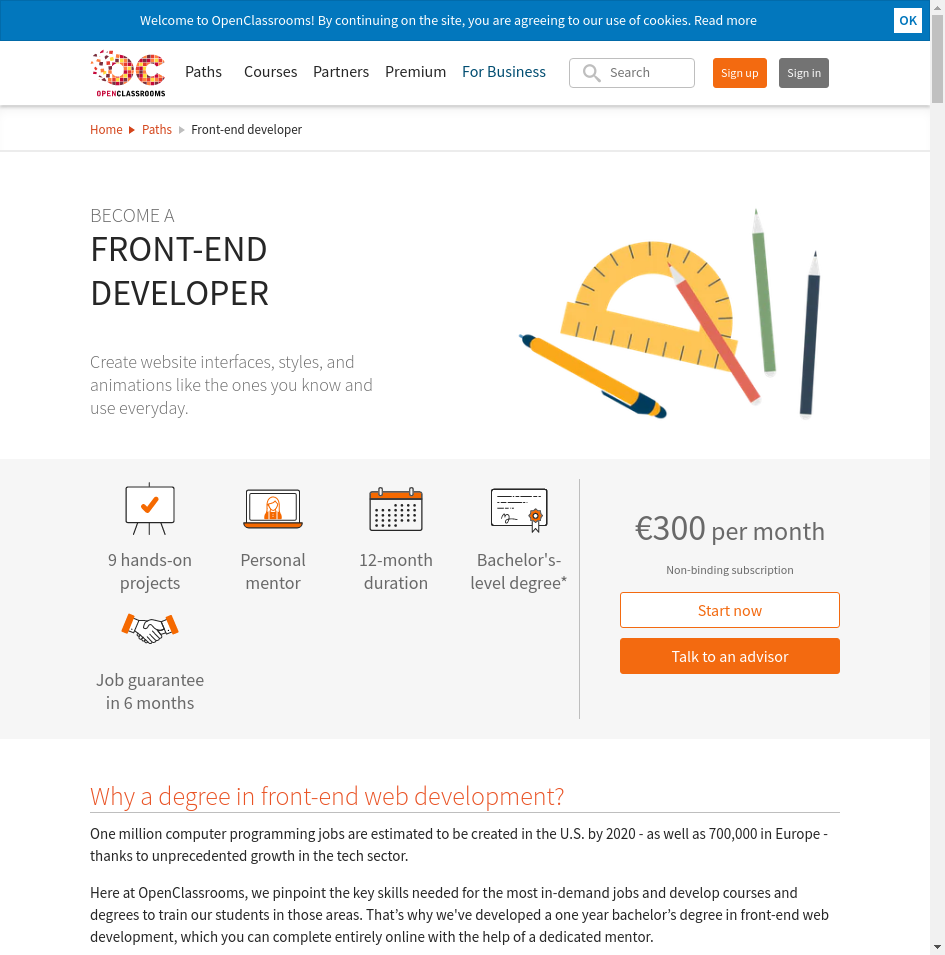 Welcome to OpenClassrooms! By continuing on the site, you are agreeing to our use of cookies. Read more
OK
OC
OPENCLASSROOMS
Paths
Courses
Partners
Premium
For Business
Search
Sign up
Sign in
Home
Paths
Front-end developer
BECOME A
FRONT-END
DEVELOPER
Create website interfaces, styles, and
animations like the ones you know and
use everyday.
9 hands-on
projects
Personal
mentor
12-month
duration
Bachelor's-
level degree*
Job guarantee
in 6 months
€300 per month
Non-binding subscription
Start now
Talk to an advisor
Why a degree in front-end web development?
One million computer programming jobs are estimated to be created in the U.S. by 2020 - as well as 700,000 in Europe -
thanks to unprecedented growth in the tech sector.
Here at OpenClassrooms, we pinpoint the key skills needed for the most in-demand jobs and develop courses and
degrees to train our students in those areas. That’s why we've developed a one year bachelor’s degree in front-end web
development, which you can complete entirely online with the help of a dedicated mentor.